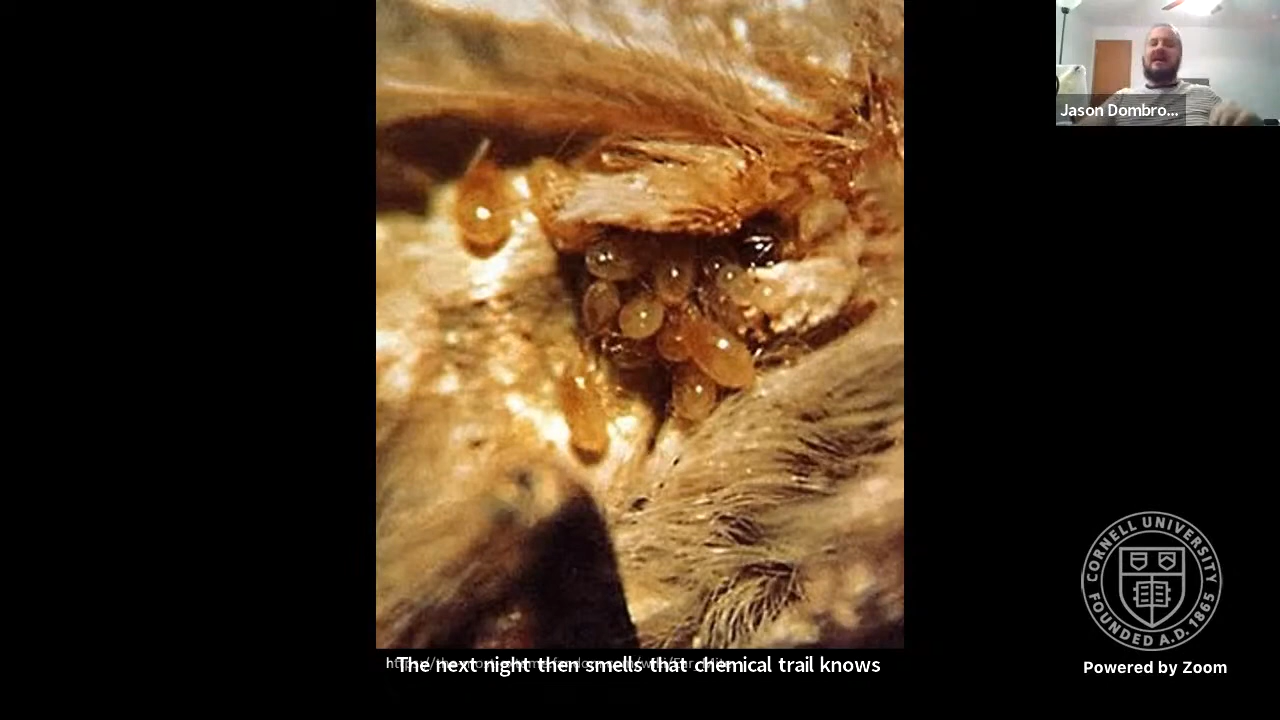 Jason Dombro...
CORNELL UNIVERSITY
FOUNDED A.D. 1865
Powered by Zoom
The next night then smells that chemical trail knows